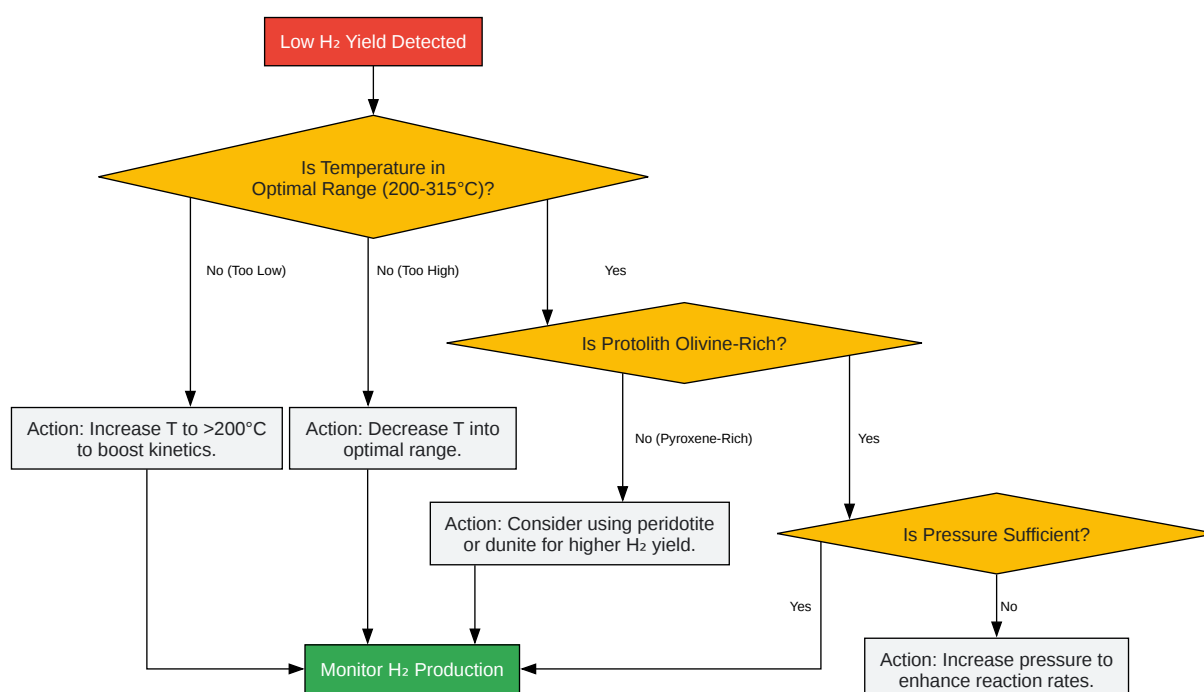 Low H₂ Yield Detected
Is Temperature in
Optimal Range (200-315°C)?
No (Too Low)
No (Too High)
Yes
Is Protolith Olivine-Rich?
Action: Increase T to >200°C
to boost kinetics.
Action: Decrease T into
optimal range.
No (Pyroxene-Rich)
Yes
Action: Consider using peridotite
or dunite for higher H₂ yield.
Is Pressure Sufficient?
Yes
No
Monitor H₂ Production
Action: Increase pressure to
enhance reaction rates.